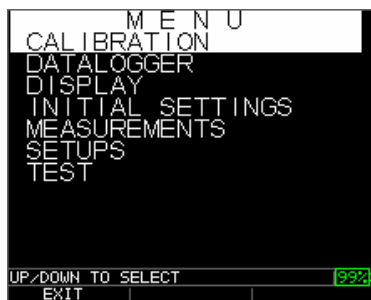 M E N U
CALIBRATION
DATALOGGER
DISPLAY
INITIAL SETTINGS
MEASUREMENTS
SETUPS
TEST
UP/DOWN TO SELECT 99%
EXIT